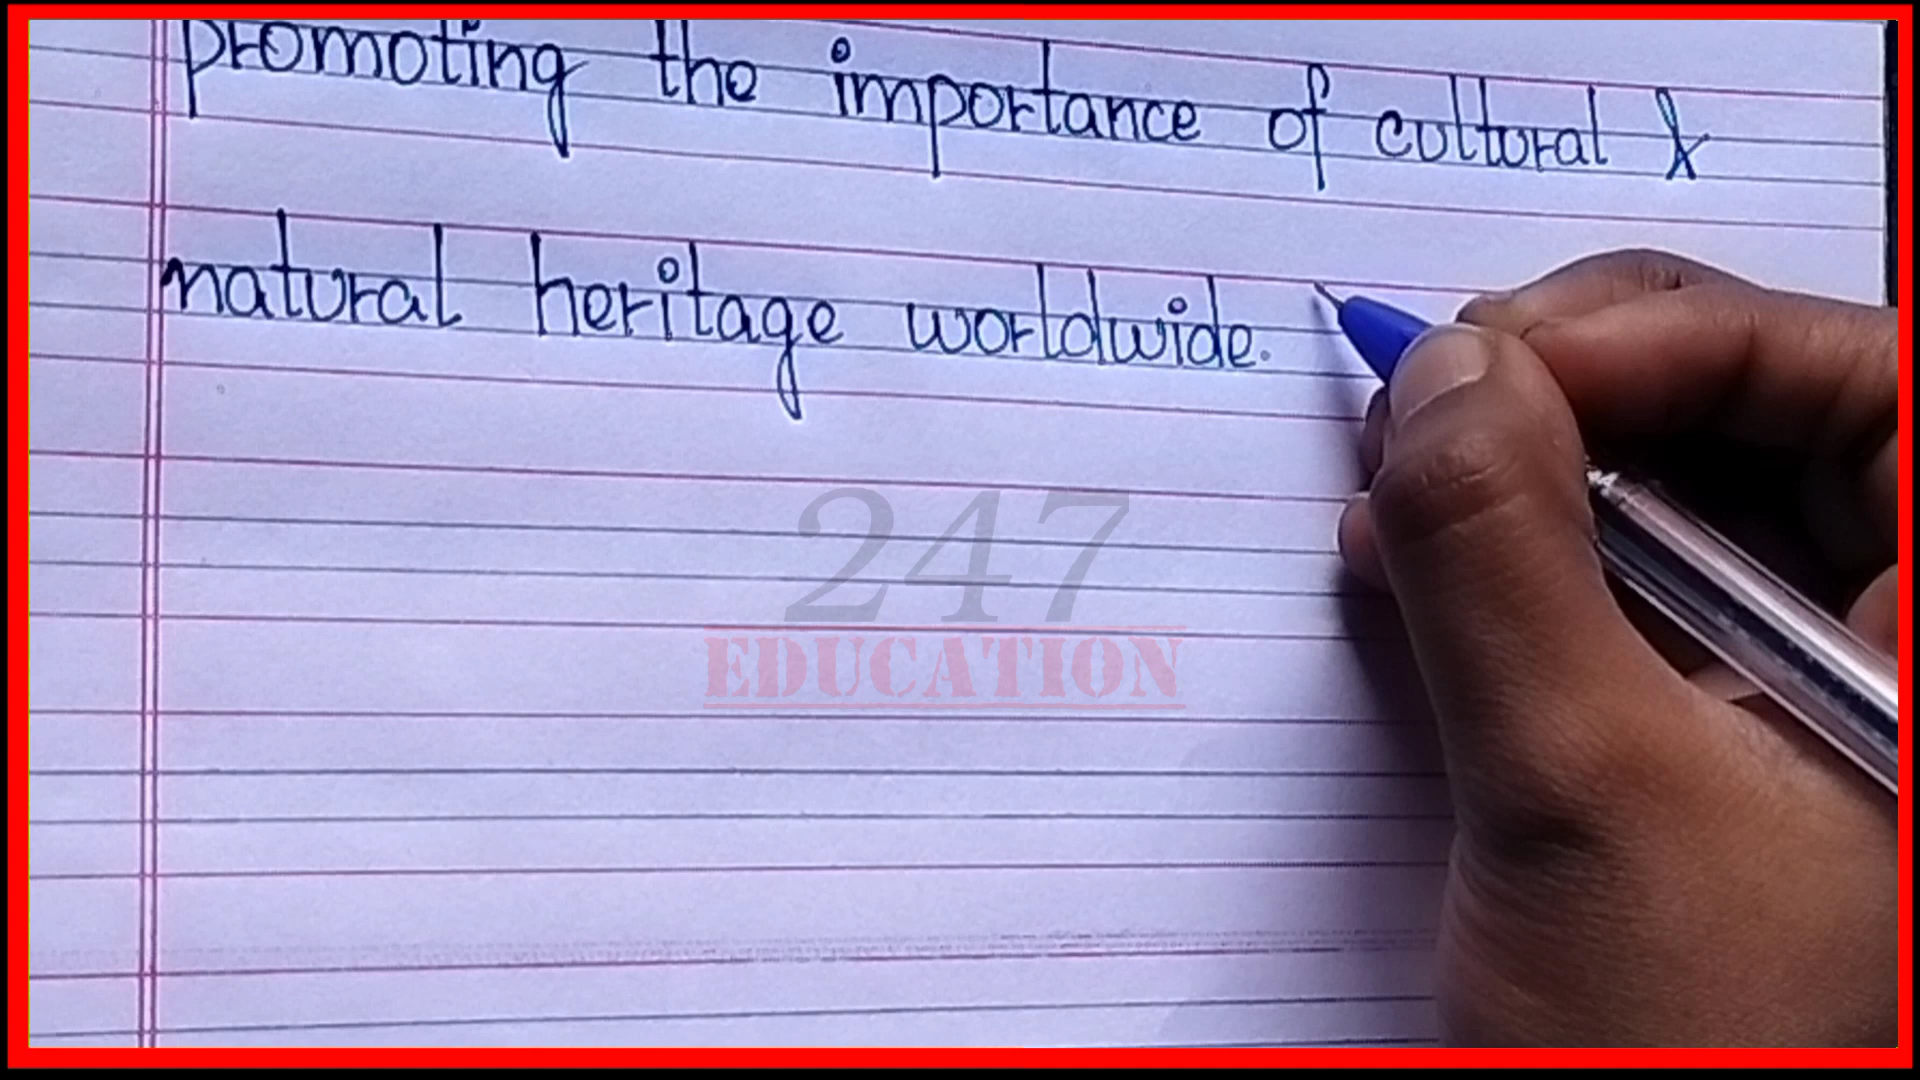 promoting the importance of cultural &
natural heritage worldwide.
247
EDUCATION